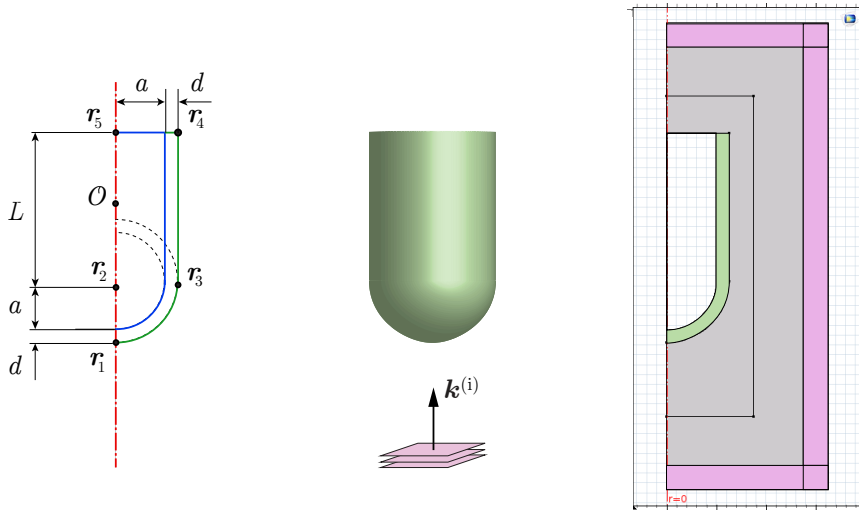 a d
r₅ r₄
L O
r₂ r₃
a
r₁
d
k⁽ⁱ⁾
r=0